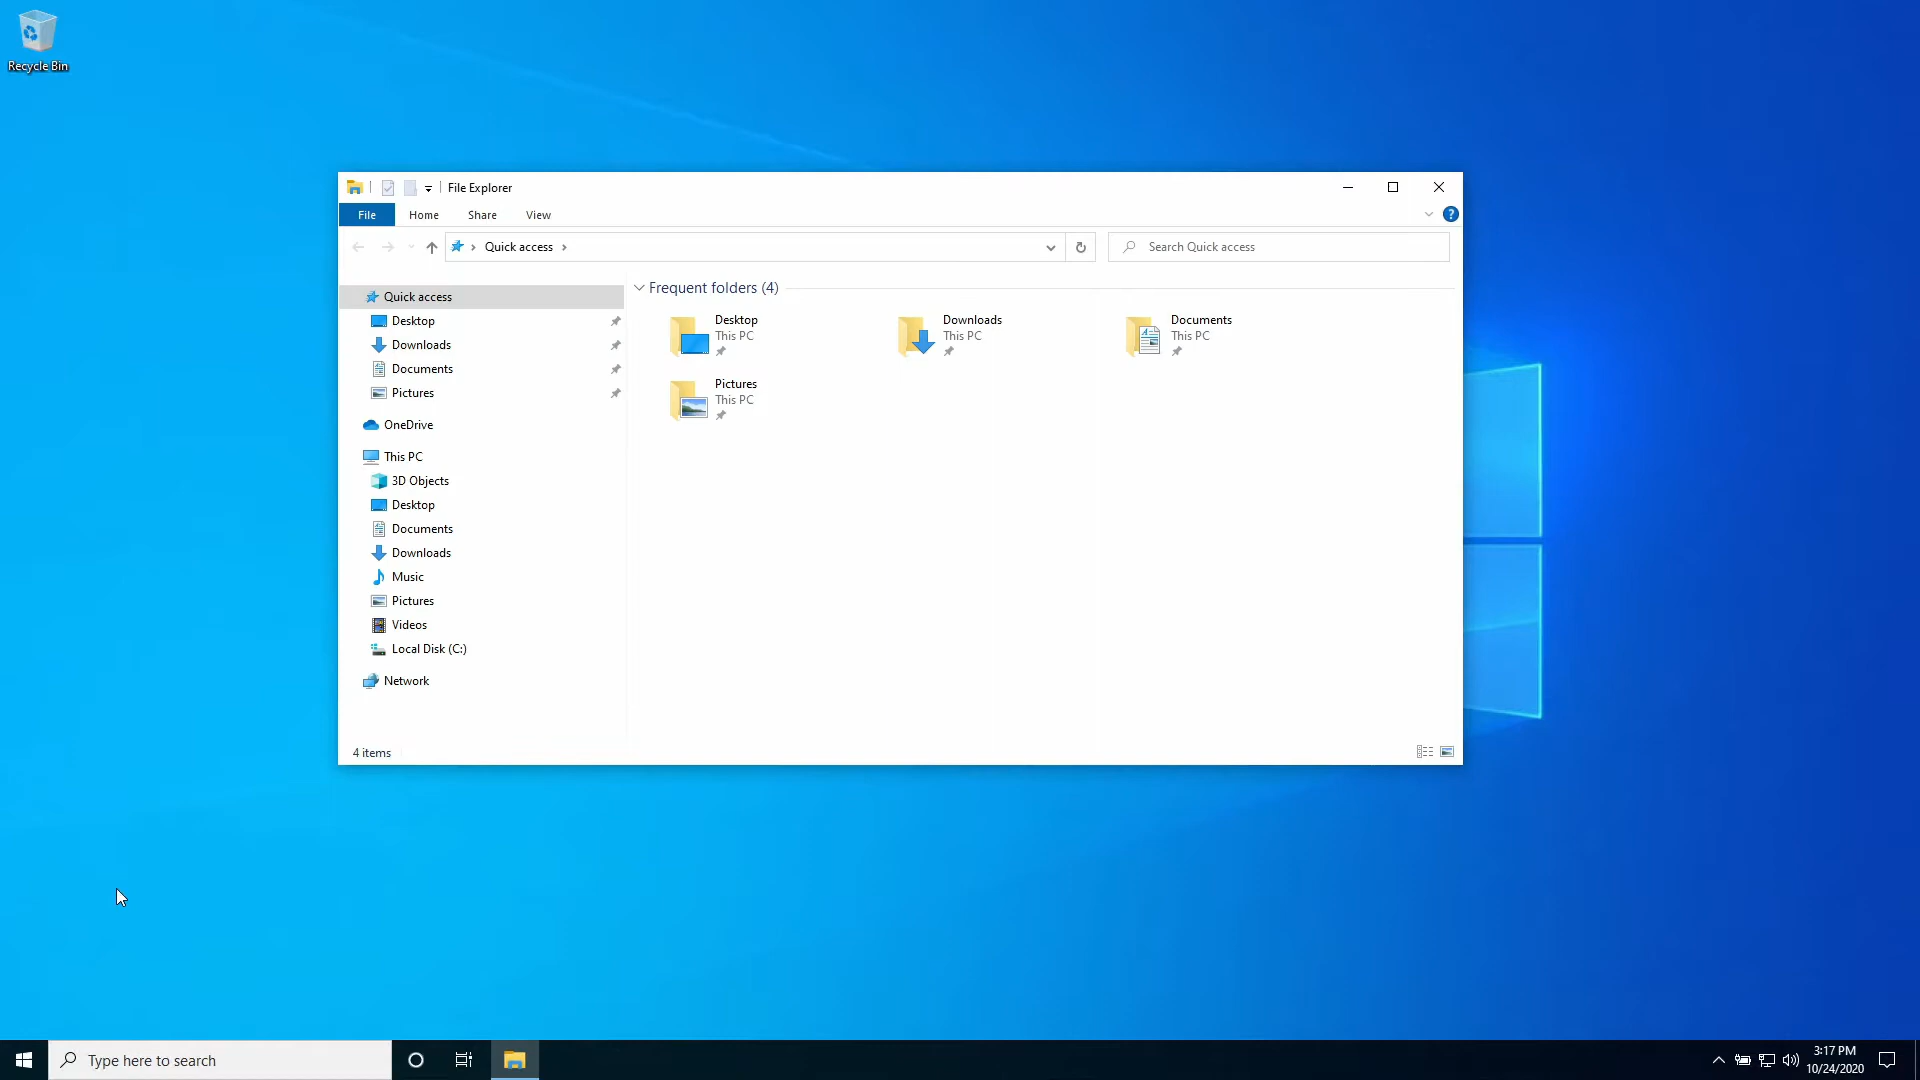 Recycle Bin
File Explorer
File Home Share View
?
Quick access
Search Quick access
Quick access
Desktop
Downloads
Documents
Pictures
OneDrive
This PC
3D Objects
Desktop
Documents
Downloads
Music
Pictures
Videos
Local Disk (C:)
Network
Frequent folders (4)
Desktop
This PC
Downloads
This PC
Documents
This PC
Pictures
This PC
4 items
Type here to search
3:17 PM
10/24/2020